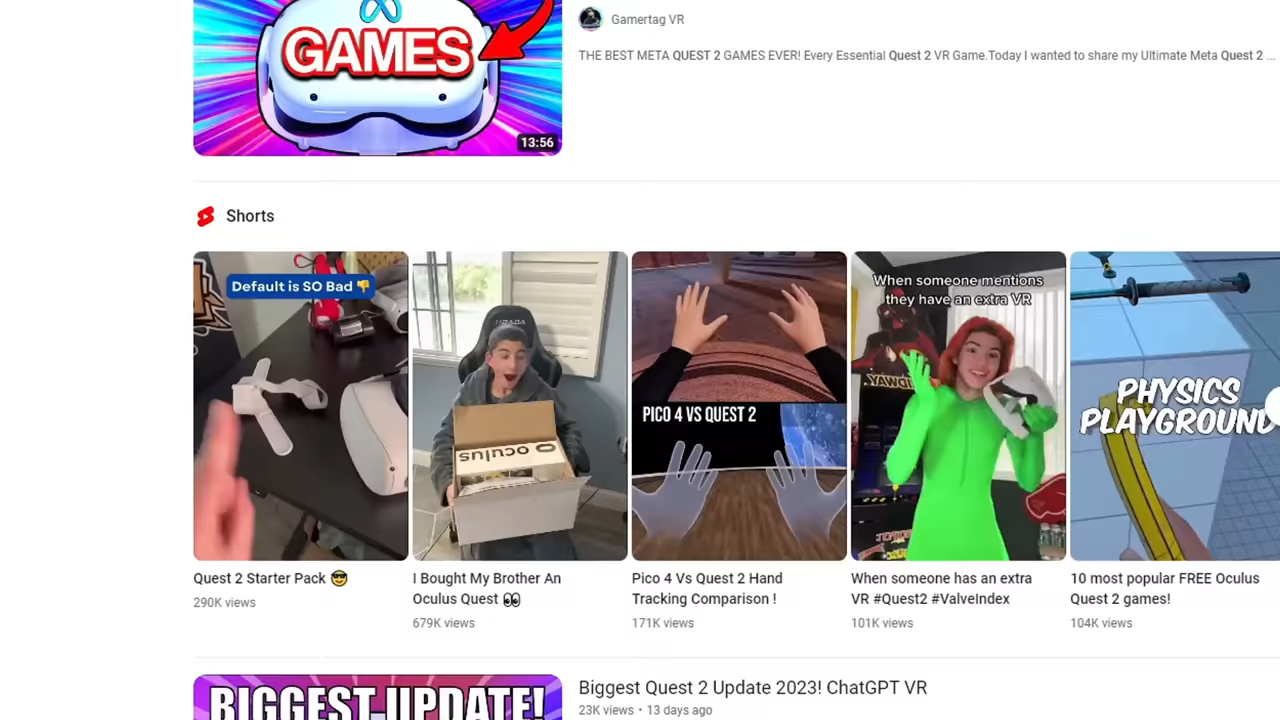 GAMES
13:56
Gamertag VR
THE BEST META QUEST 2 GAMES EVER! Every Essential Quest 2 VR Game.Today I wanted to share my Ultimate Meta Quest 2 ...
Shorts
Default is SO Bad 👎
oculus
PICO 4 VS QUEST 2
When someone mentions
they have an extra VR
MIDWAY
PHYSICS
PLAYGROUND
Quest 2 Starter Pack 😎
290K views
I Bought My Brother An
Oculus Quest 👀
679K views
Pico 4 Vs Quest 2 Hand
Tracking Comparison !
171K views
When someone has an extra
VR #Quest2 #ValveIndex
101K views
10 most popular FREE Oculus
Quest 2 games!
104K views
BIGGEST UPDATE!
Biggest Quest 2 Update 2023! ChatGPT VR
23K views • 13 days ago